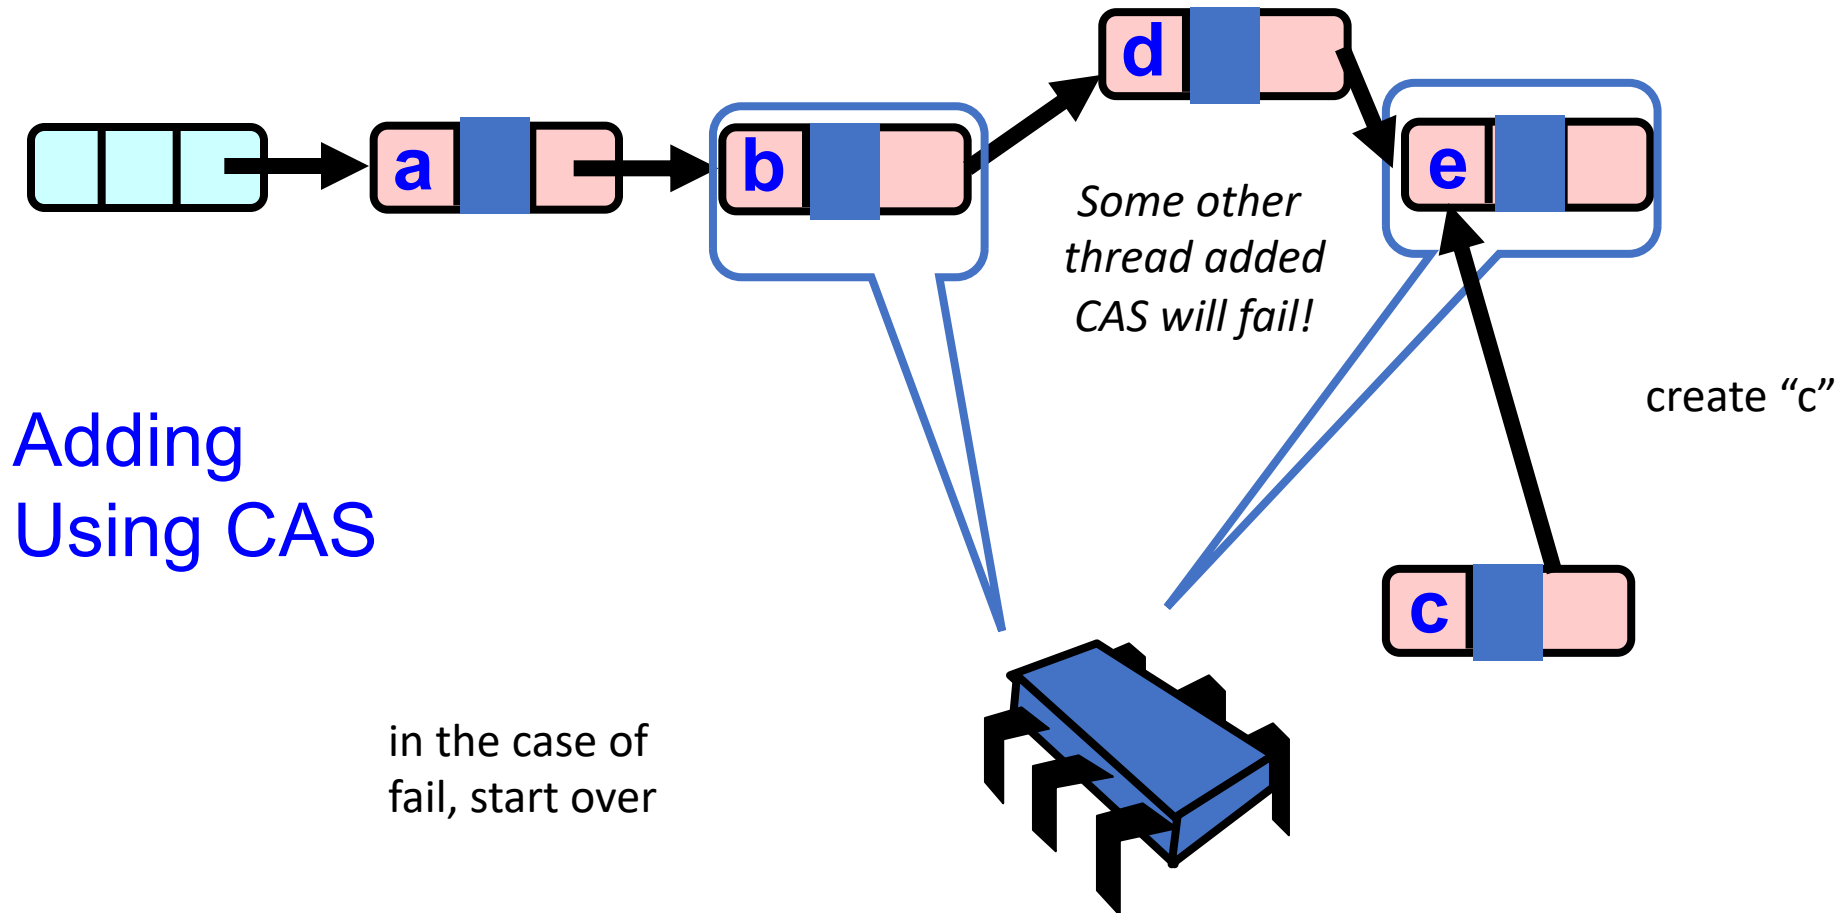 d
a
b
e
Some other
thread added
CAS will fail!
create “c”
Adding
Using CAS
c
in the case of
fail, start over